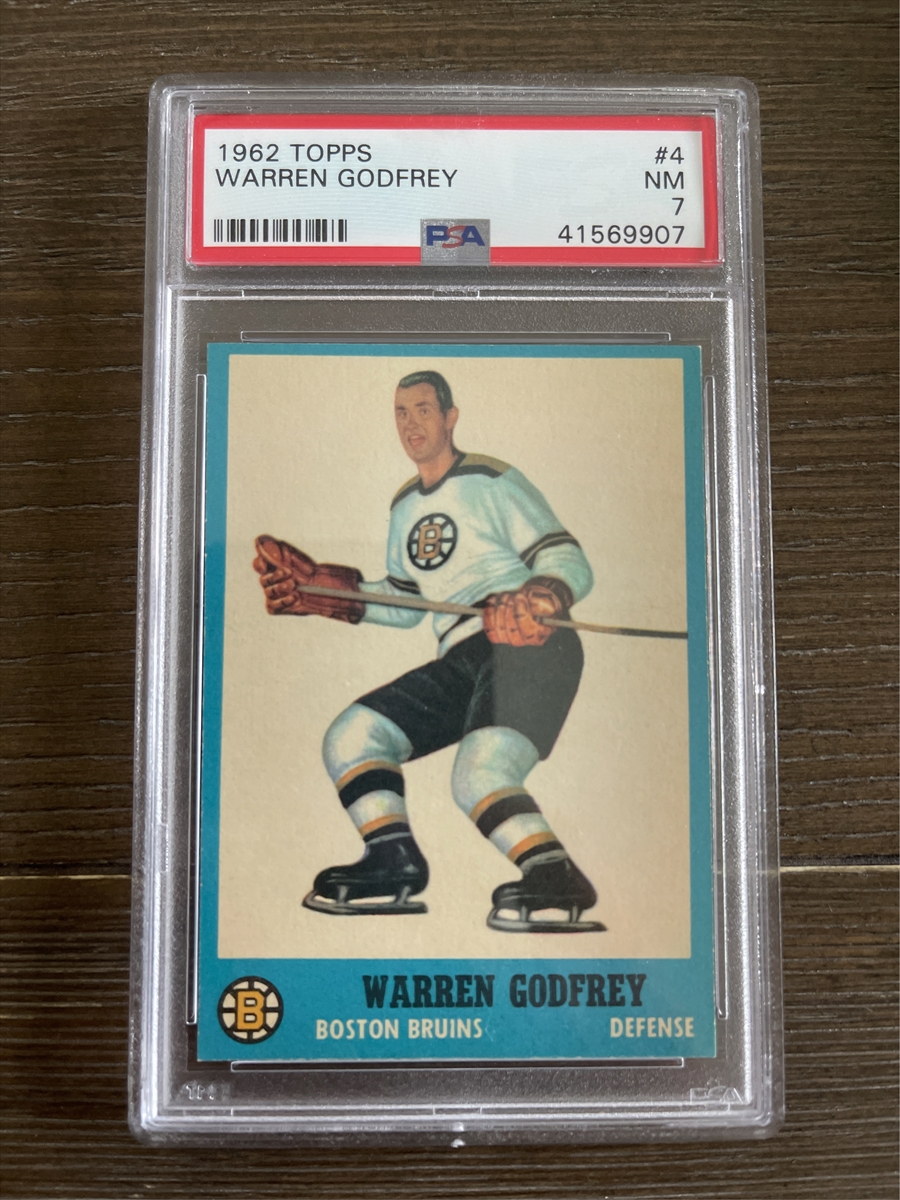 1962 TOPPS #4
WARREN GODFREY NM
7
PSA 41569907
B
WARREN GODFREY
B
BOSTON BRUINS DEFENSE